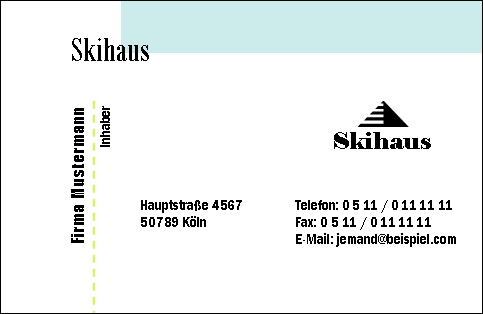 Skihaus
Firma Mustermann
Inhaber
Skihaus
Hauptstraße 4567
50789 Köln
Telefon: 0 5 11 / 0 11 11 11
Fax: 0 5 11 / 0 11 11 11
E-Mail: jemand@beispiel.com